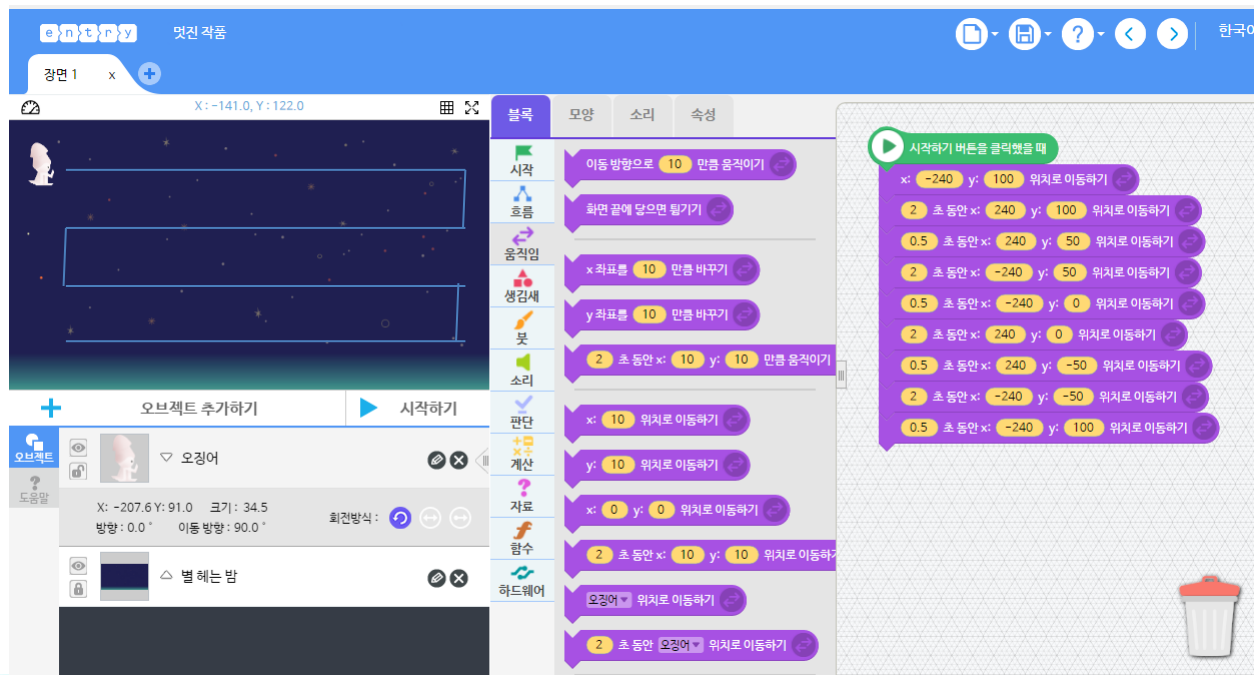 entry 멋진 작품 한국어
장면 1 x
X : -141.0, Y : 122.0
블록 모양 소리 속성
시작
흐름
움직임
생김새
붓
소리
판단
계산
자료
함수
하드웨어
이동 방향으로 10 만큼 움직이기
화면 끝에 닿으면 튕기기
x 좌표를 10 만큼 바꾸기
y 좌표를 10 만큼 바꾸기
2 초 동안 x: 10 y: 10 만큼 움직이기
x: 10 위치로 이동하기
y: 10 위치로 이동하기
x: 0 y: 0 위치로 이동하기
2 초 동안 x: 10 y: 10 위치로 이동하기
오징어 위치로 이동하기
2 초 동안 오징어 위치로 이동하기
시작하기 버튼을 클릭했을 때
x: -240 y: 100 위치로 이동하기
2 초 동안 x: 240 y: 100 위치로 이동하기
0.5 초 동안 x: 240 y: 50 위치로 이동하기
2 초 동안 x: -240 y: 50 위치로 이동하기
0.5 초 동안 x: -240 y: 0 위치로 이동하기
2 초 동안 x: 240 y: 0 위치로 이동하기
0.5 초 동안 x: 240 y: -50 위치로 이동하기
2 초 동안 x: -240 y: -50 위치로 이동하기
0.5 초 동안 x: -240 y: 100 위치로 이동하기
오브젝트 추가하기 시작하기
오브젝트
도움말
오징어
X: -207.6 Y: 91.0 크기 : 34.5
방향 : 0.0 ˚ 이동 방향 : 90.0 ˚
회전방식 :
별 헤는 밤